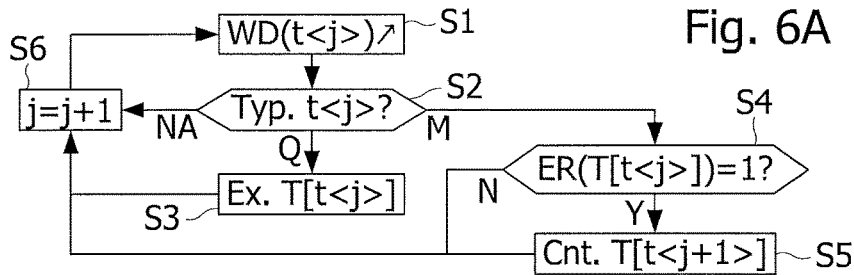 Fig. 6A
S6
WD(t<j>)↗
S1
j=j+1
NA
Typ. t<j>?
S2
M
S4
Q
ER(T[t<j>])=1?
N
Ex. T[t<j>]
S3
Y
Cnt. T[t<j+1>]
S5